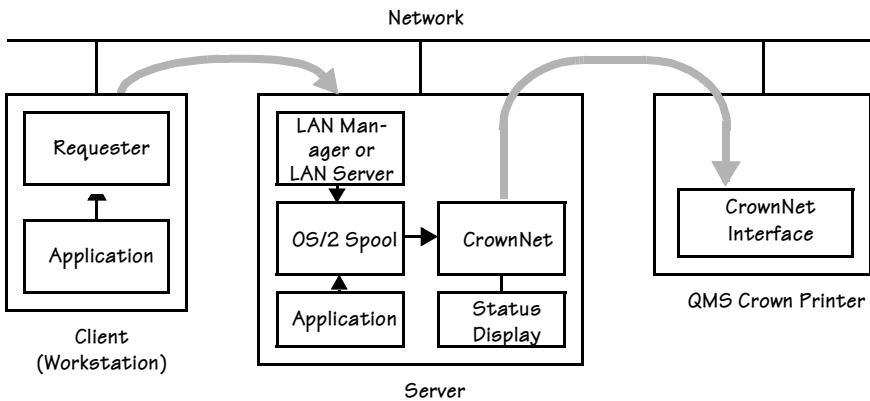 Network
Requester
Application
Client
(Workstation)
LAN Man-
ager or
LAN Server
OS/2 Spool
CrownNet
Application
Status
Display
Server
CrownNet
Interface
QMS Crown Printer